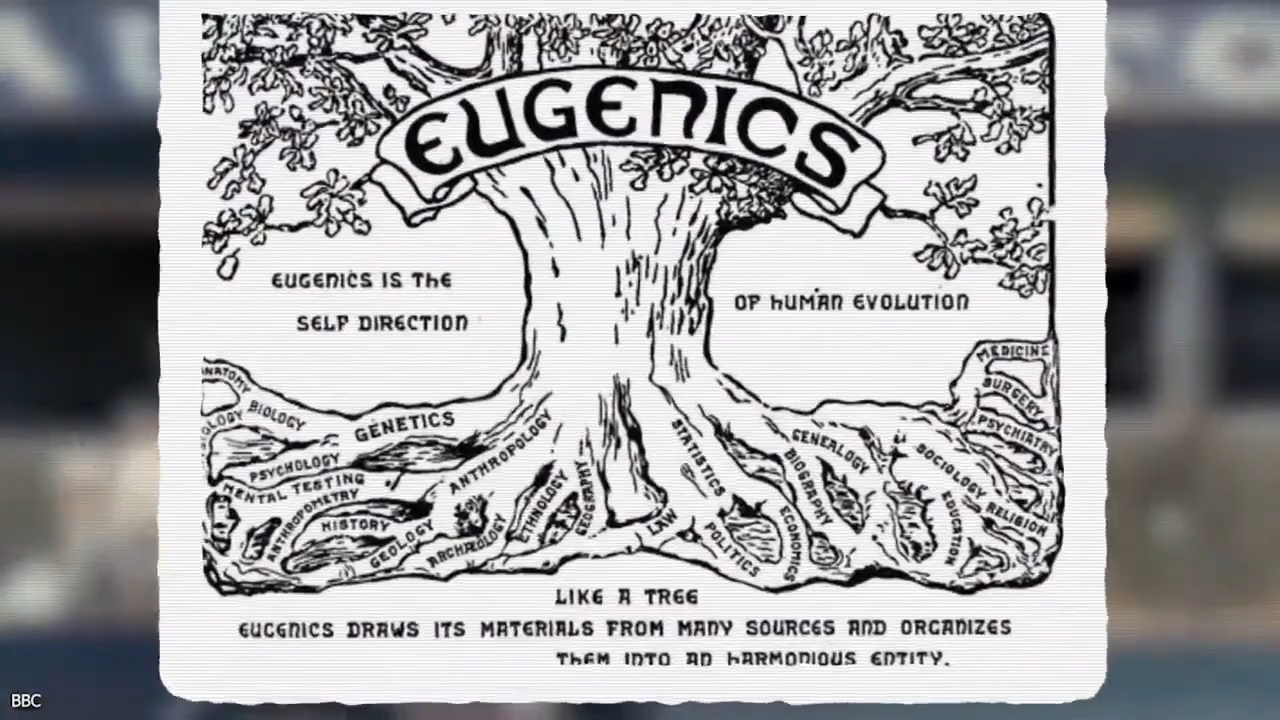 EUGENICS
EUGENICS IS THE
SELF DIRECTION
OF HUMAN EVOLUTION
ANATOMY
BIOLOGY
GENETICS
PSYCHOLOGY
MENTAL TESTING
ANTHROPOMETRY
HISTORY
GEOLOGY
ANTHROPOLOGY
ARCHAEOLOGY
ETHNOLOGY
GEOGRAPHY
LAW
STATISTICS
POLITICS
ECONOMICS
BIOGRAPHY
GENEALOGY
EDUCATION
SOCIOLOGY
RELIGION
PSYCHIATRY
SURGERY
MEDICINE
LIKE A TREE
EUGENICS DRAWS ITS MATERIALS FROM MANY SOURCES AND ORGANIZES
THEM INTO AN HARMONIOUS ENTITY.
BBC